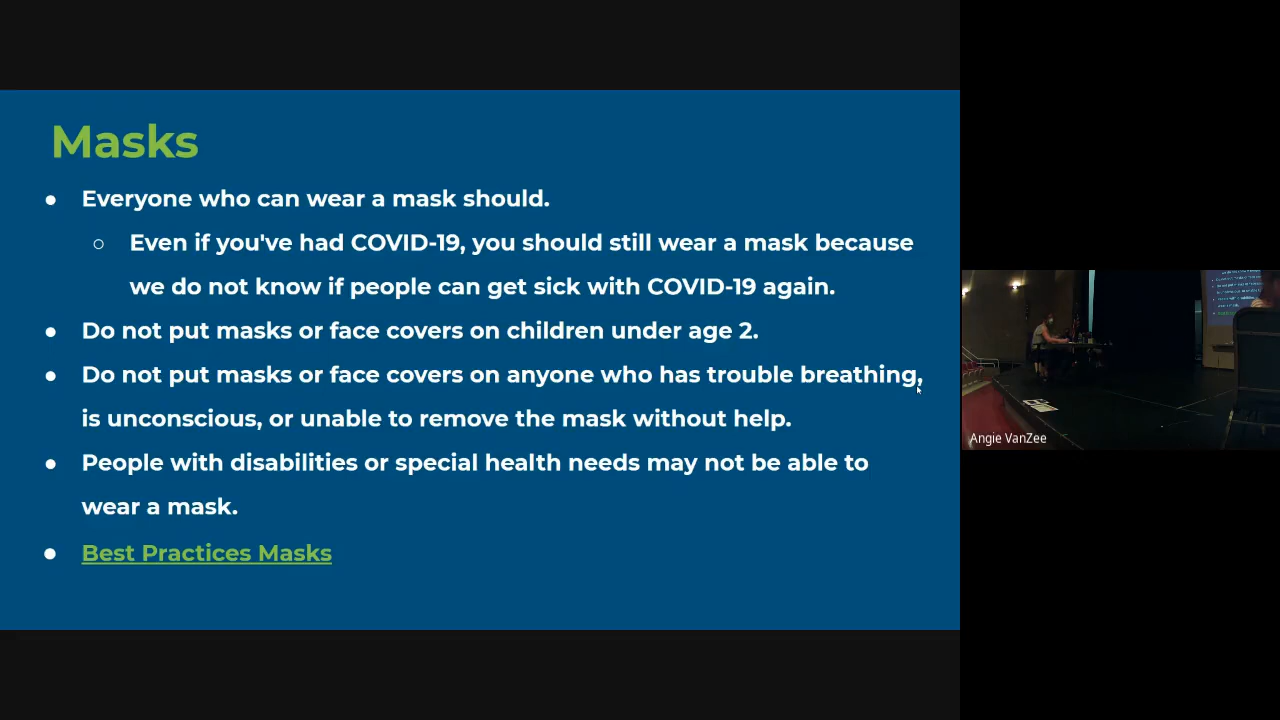 Masks
● Everyone who can wear a mask should.
○ Even if you've had COVID-19, you should still wear a mask because
we do not know if people can get sick with COVID-19 again.
● Do not put masks or face covers on children under age 2.
● Do not put masks or face covers on anyone who has trouble breathing,
is unconscious, or unable to remove the mask without help.
● People with disabilities or special health needs may not be able to
wear a mask.
● Best Practices Masks
Angie VanZee